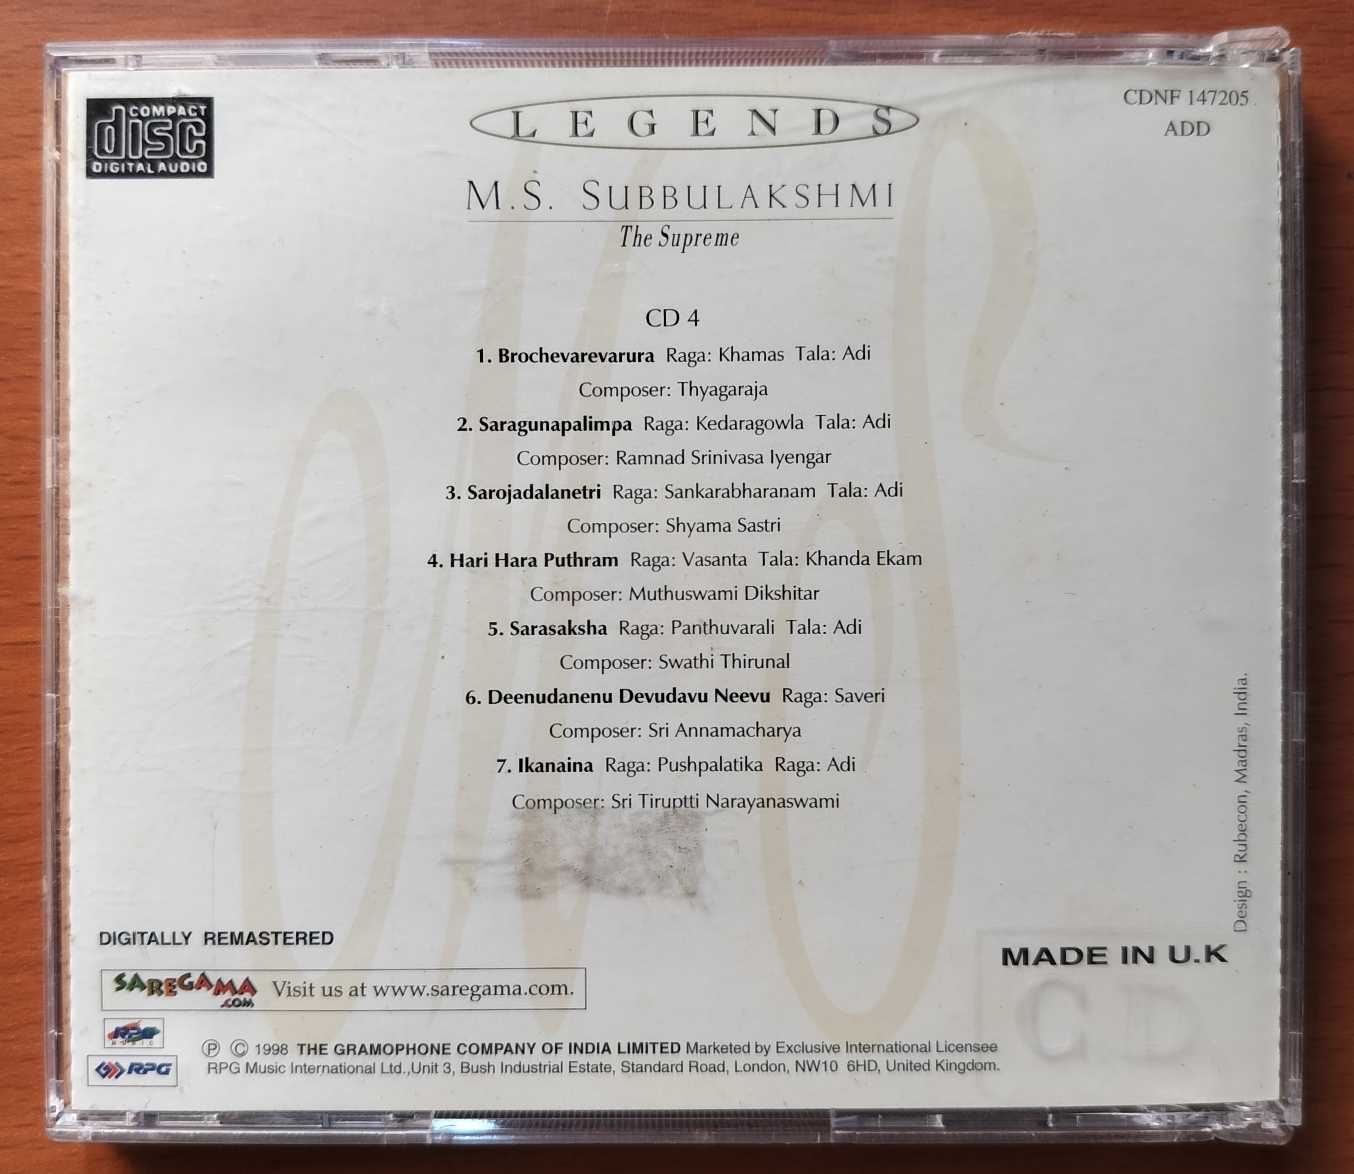 COMPACT
disc
DIGITAL AUDIO
LEGENDS
CDNF 147205
ADD
M.S. SUBBULAKSHMI
The Supreme
CD 4
1. Brochevarevarura Raga: Khamas Tala: Adi
Composer: Thyagaraja
2. Saragunapalimpa Raga: Kedaragowla Tala: Adi
Composer: Ramnad Srinivasa Iyengar
3. Sarojadalanetri Raga: Sankarabharanam Tala: Adi
Composer: Shyama Sastri
4. Hari Hara Puthram Raga: Vasanta Tala: Khanda Ekam
Composer: Muthuswami Dikshitar
5. Sarasaksha Raga: Panthuvarali Tala: Adi
Composer: Swathi Thirunal
6. Deenudanenu Devudavu Neevu Raga: Saveri
Composer: Sri Annamacharya
7. Ikanaina Raga: Pushpalatika Raga: Adi
Composer: Sri Tiruptti Narayanaswami
Design : Rubecon, Madras, India.
DIGITALLY REMASTERED
MADE IN U.K
CD
SAREGAMA .COM Visit us at www.saregama.com.
RPG MUSIC
RPG
Ⓟ © 1998 THE GRAMOPHONE COMPANY OF INDIA LIMITED Marketed by Exclusive International Licensee
RPG Music International Ltd.,Unit 3, Bush Industrial Estate, Standard Road, London, NW10 6HD, United Kingdom.